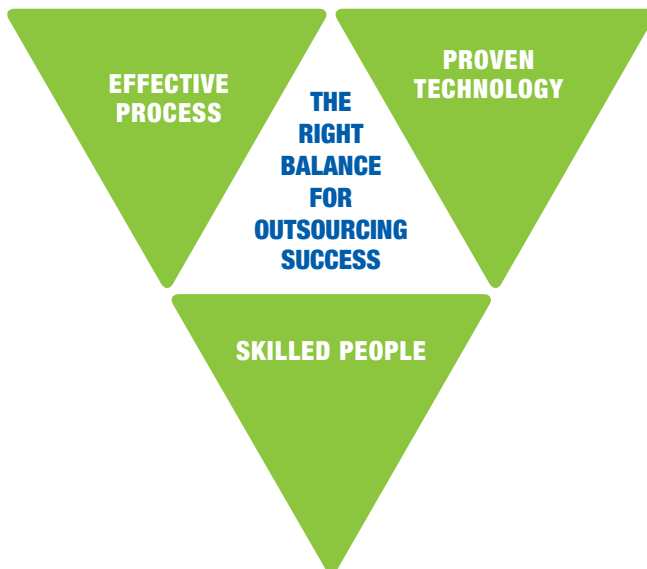 EFFECTIVE
PROCESS
THE
RIGHT
BALANCE
FOR
OUTSOURCING
SUCCESS
PROVEN
TECHNOLOGY
SKILLED PEOPLE